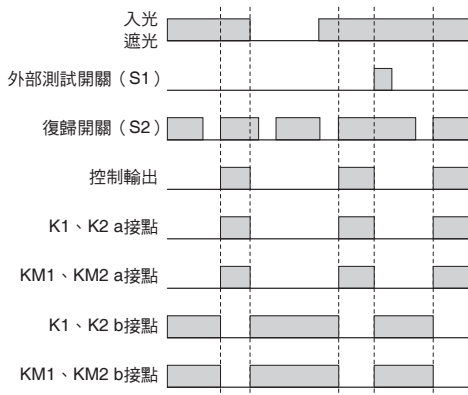 入光
遮光
外部測試開關（S1）
復歸開關（S2）
控制輸出
K1、K2 a接點
KM1、KM2 a接點
K1、K2 b接點
KM1、KM2 b接點